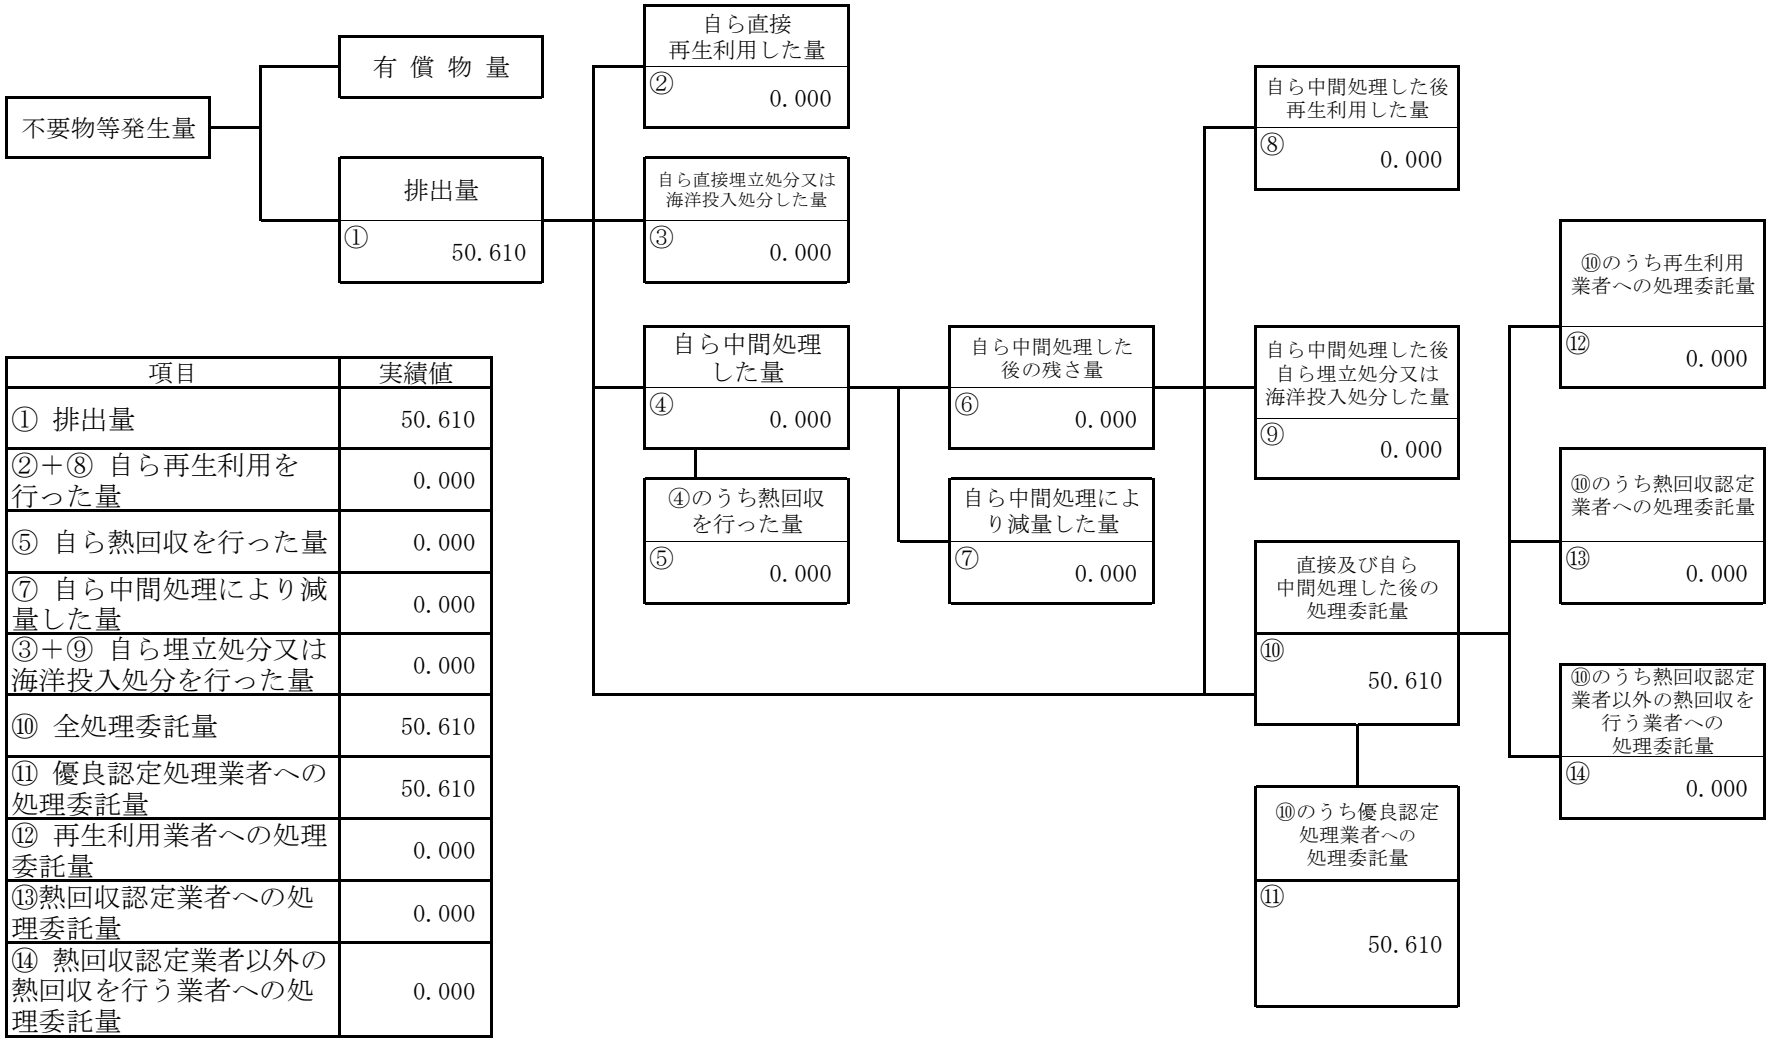 不要物等発生量
有 償 物 量
排出量
①
50.610
自ら直接
再生利用した量
②
0.000
自ら直接埋立処分又は
海洋投入処分した量
③
0.000
自ら中間処理
した量
④
0.000
④のうち熱回収
を行った量
⑤
0.000
自ら中間処理した
後の残さ量
⑥
0.000
自ら中間処理によ
り減量した量
⑦
0.000
自ら中間処理した後
再生利用した量
⑧
0.000
自ら中間処理した後
自ら埋立処分又は
海洋投入処分した量
⑨
0.000
直接及び自ら
中間処理した後の
処理委託量
⑩
50.610
⑩のうち優良認定
処理業者への
処理委託量
⑪
50.610
⑩のうち再生利用
業者への処理委託量
⑫
0.000
⑩のうち熱回収認定
業者への処理委託量
⑬
0.000
⑩のうち熱回収認定
業者以外の熱回収を
行う業者への
処理委託量
⑭
0.000
項目 実績値
① 排出量 50.610
②+⑧ 自ら再生利用を
行った量 0.000
⑤ 自ら熱回収を行った量 0.000
⑦ 自ら中間処理により減
量した量 0.000
③+⑨ 自ら埋立処分又は
海洋投入処分を行った量 0.000
⑩ 全処理委託量 50.610
⑪ 優良認定処理業者への
処理委託量 50.610
⑫ 再生利用業者への処理
委託量 0.000
⑬熱回収認定業者への処
理委託量 0.000
⑭ 熱回収認定業者以外の
熱回収を行う業者への処
理委託量 0.000